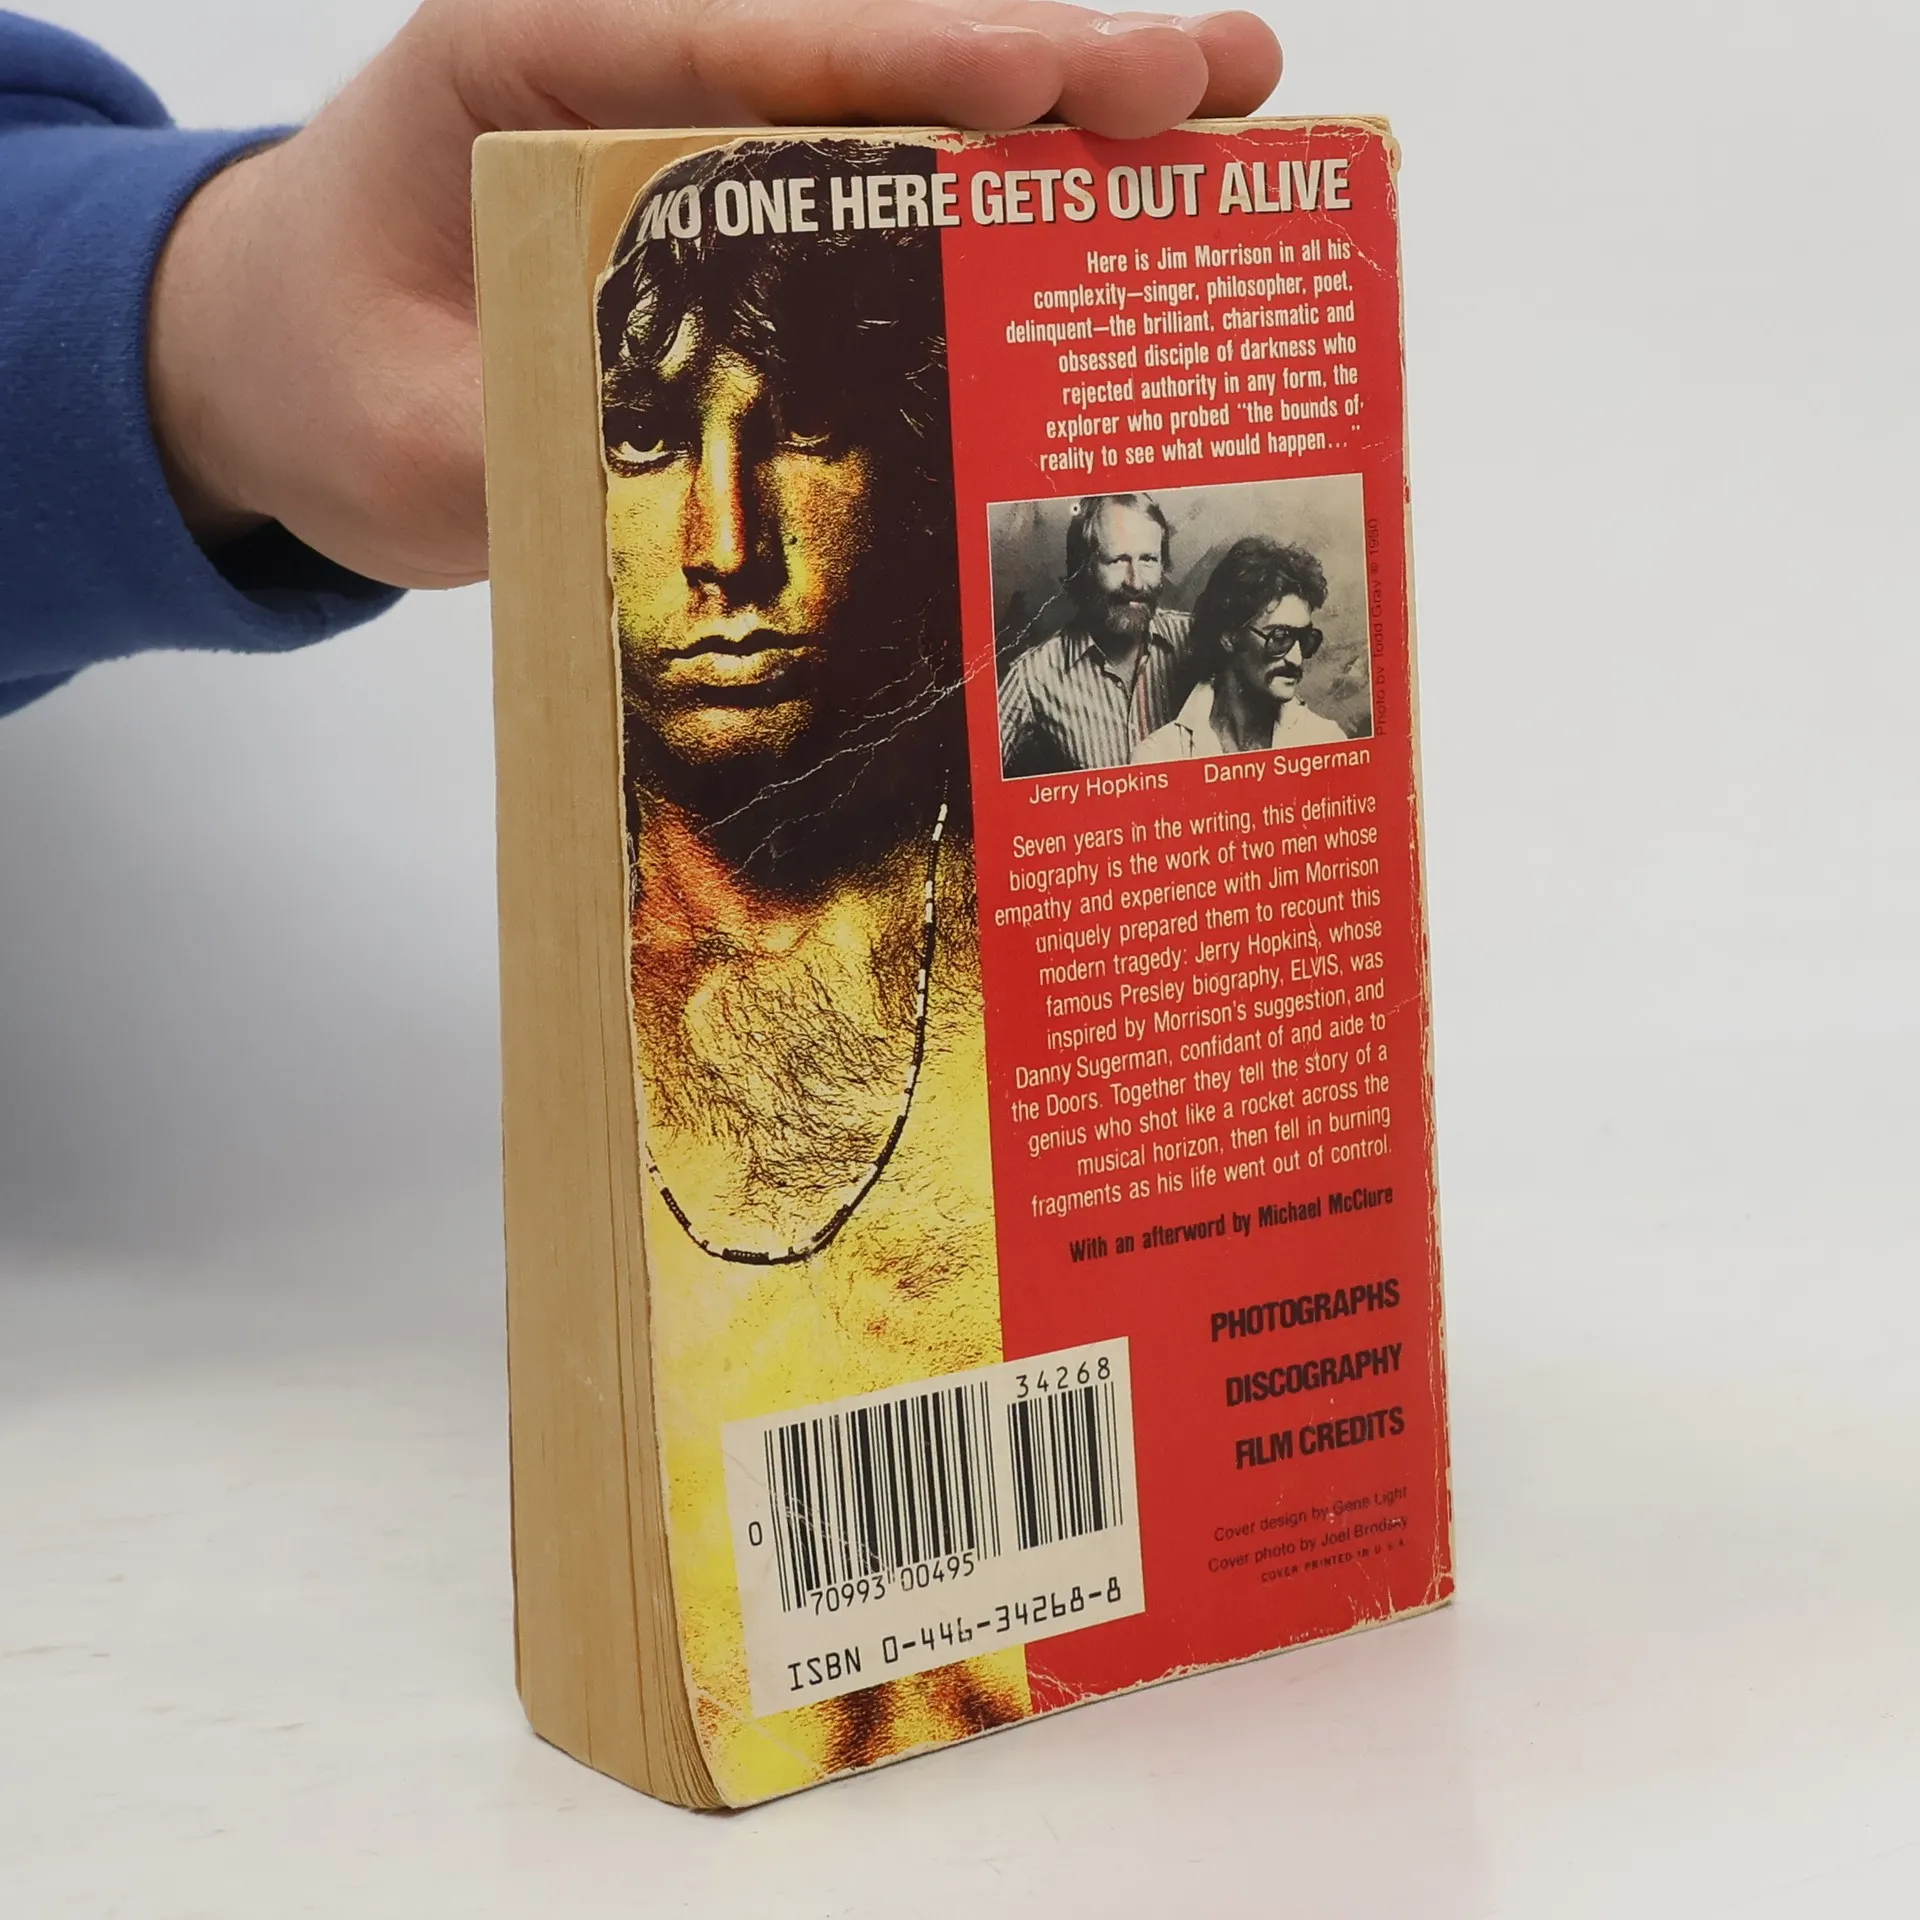 NO ONE HERE GETS OUT ALIVE
Here is Jim Morrison in all his
complexity—singer, philosopher, poet,
delinquent—the brilliant, charismatic and
obsessed disciple of darkness who
rejected authority in any form, the
explorer who probed "the bounds of
reality to see what would happen..."
Photo by Todd Gray © 1980
Jerry Hopkins Danny Sugerman
Seven years in the writing, this definitive
biography is the work of two men whose
empathy and experience with Jim Morrison
uniquely prepared them to recount this
modern tragedy: Jerry Hopkins, whose
famous Presley biography, ELVIS, was
inspired by Morrison's suggestion, and
Danny Sugerman, confidant of and aide to
the Doors. Together they tell the story of a
genius who shot like a rocket across the
musical horizon, then fell in burning
fragments as his life went out of control.
With an afterword by Michael McClure
PHOTOGRAPHS
DISCOGRAPHY
FILM CREDITS
Cover design by Gene Light
Cover photo by Joel Brodsky
COVER PRINTED IN U.S.A.
34268
0 70993 00495
ISBN 0-446-34268-8